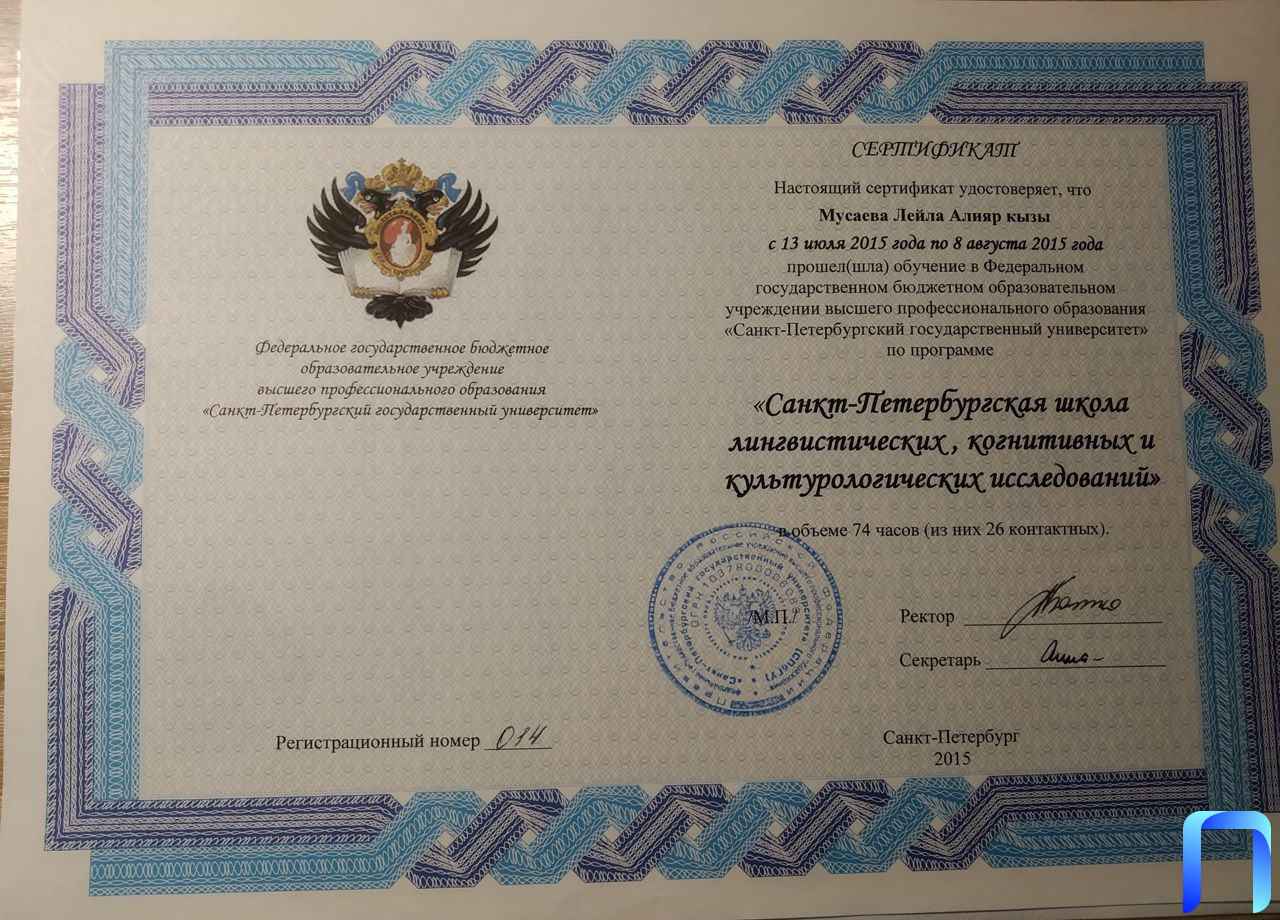 Федеральное государственное бюджетное
образовательное учреждение
высшего профессионального образования
«Санкт-Петербургский государственный университет»
Регистрационный номер 014
СЕРТИФИКАТ
Настоящий сертификат удостоверяет, что
Мусаева Лейла Алияр кызы
с 13 июля 2015 года по 8 августа 2015 года
прошел(шла) обучение в Федеральном
государственном бюджетном образовательном
учреждении высшего профессионального образования
«Санкт-Петербургский государственный университет»
по программе
«Санкт-Петербургская школа
лингвистических , когнитивных и
культурологических исследований»
в объеме 74 часов (из них 26 контактных).
/М.П./
Ректор
Секретарь
Санкт-Петербург
2015